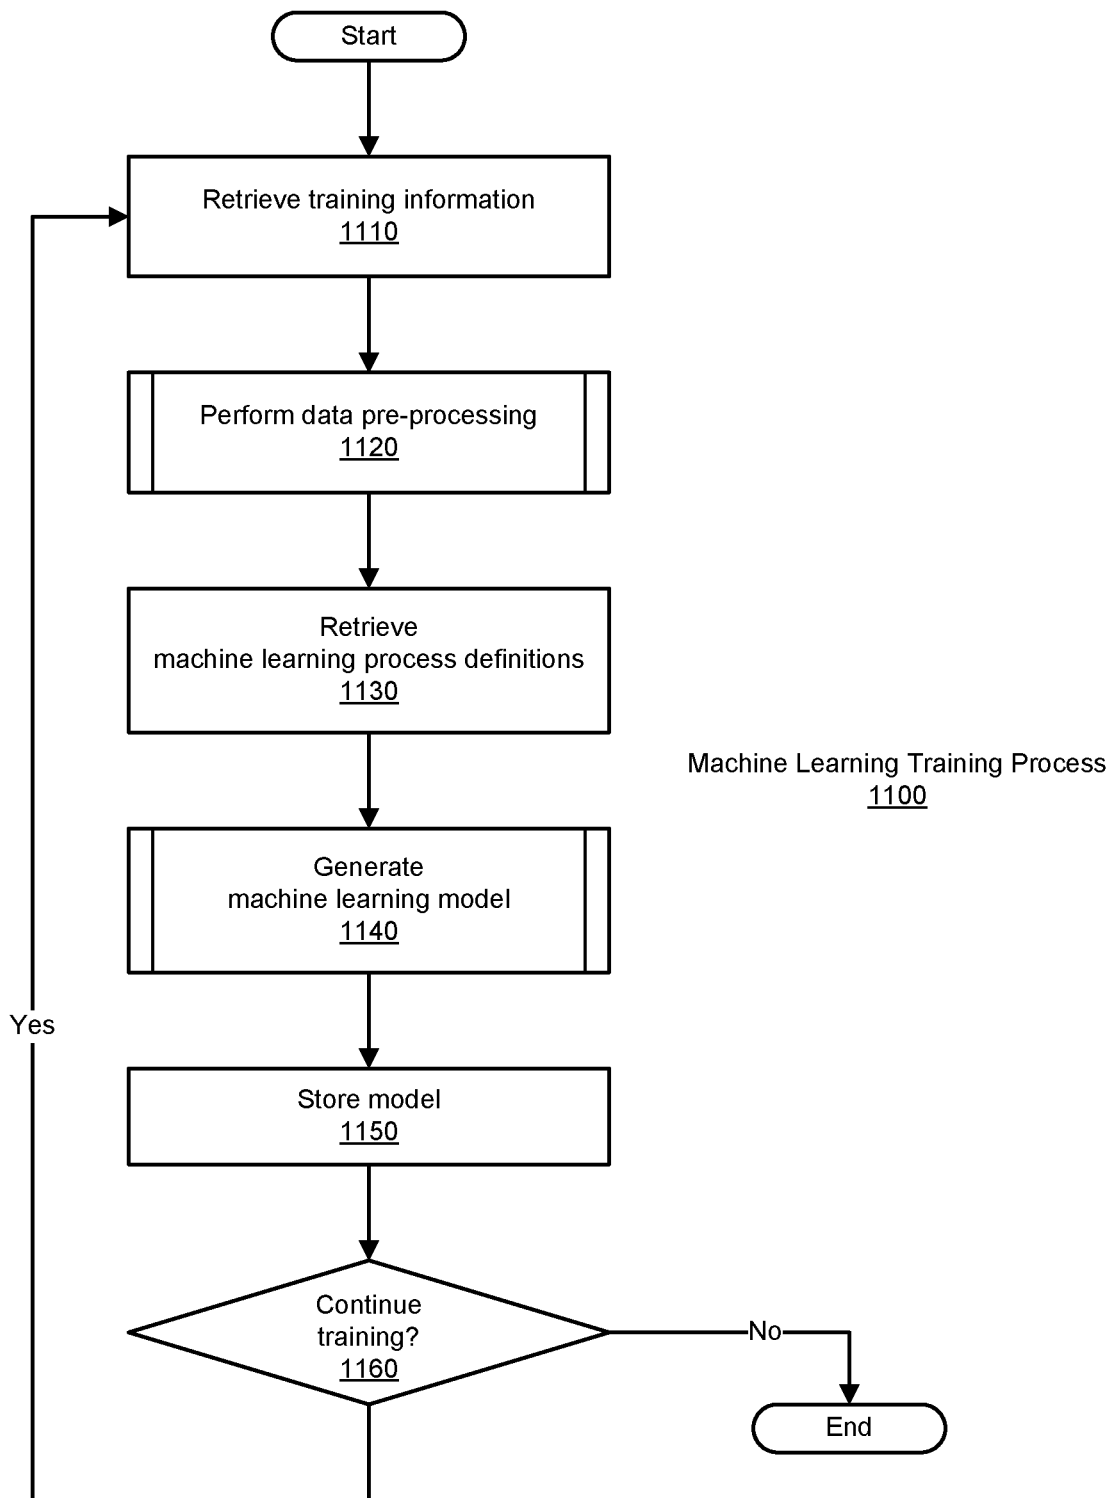 Start
Retrieve training information
1110
Perform data pre-processing
1120
Retrieve
machine learning process definitions
1130
Machine Learning Training Process
1100
Generate
machine learning model
1140
Yes
Store model
1150
Continue
training?
1160
No
End